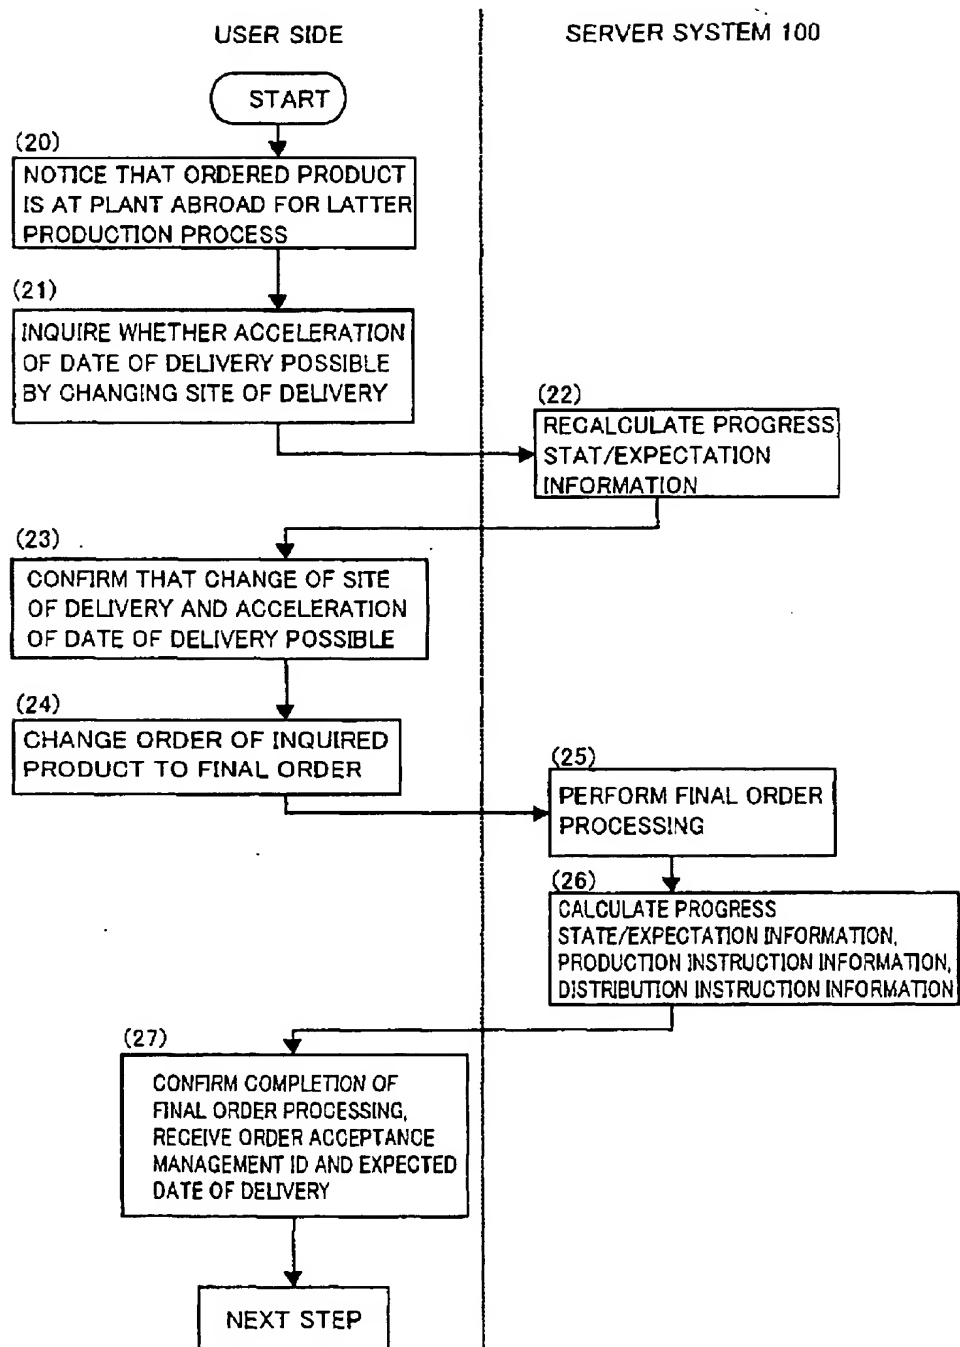 USER SIDE
SERVER SYSTEM 100
START
(20)
NOTICE THAT ORDERED PRODUCT
IS AT PLANT ABROAD FOR LATTER
PRODUCTION PROCESS
(21)
INQUIRE WHETHER ACCELERATION
OF DATE OF DELIVERY POSSIBLE
BY CHANGING SITE OF DELIVERY
(22)
RECALCULATE PROGRESS
STAT/EXPECTATION
INFORMATION
(23)
CONFIRM THAT CHANGE OF SITE
OF DELIVERY AND ACCELERATION
OF DATE OF DELIVERY POSSIBLE
(24)
CHANGE ORDER OF INQUIRED
PRODUCT TO FINAL ORDER
(25)
PERFORM FINAL ORDER
PROCESSING
(26)
CALCULATE PROGRESS
STATE/EXPECTATION INFORMATION,
PRODUCTION INSTRUCTION INFORMATION,
DISTRIBUTION INSTRUCTION INFORMATION
(27)
CONFIRM COMPLETION OF
FINAL ORDER PROCESSING,
RECEIVE ORDER ACCEPTANCE
MANAGEMENT ID AND EXPECTED
DATE OF DELIVERY
NEXT STEP